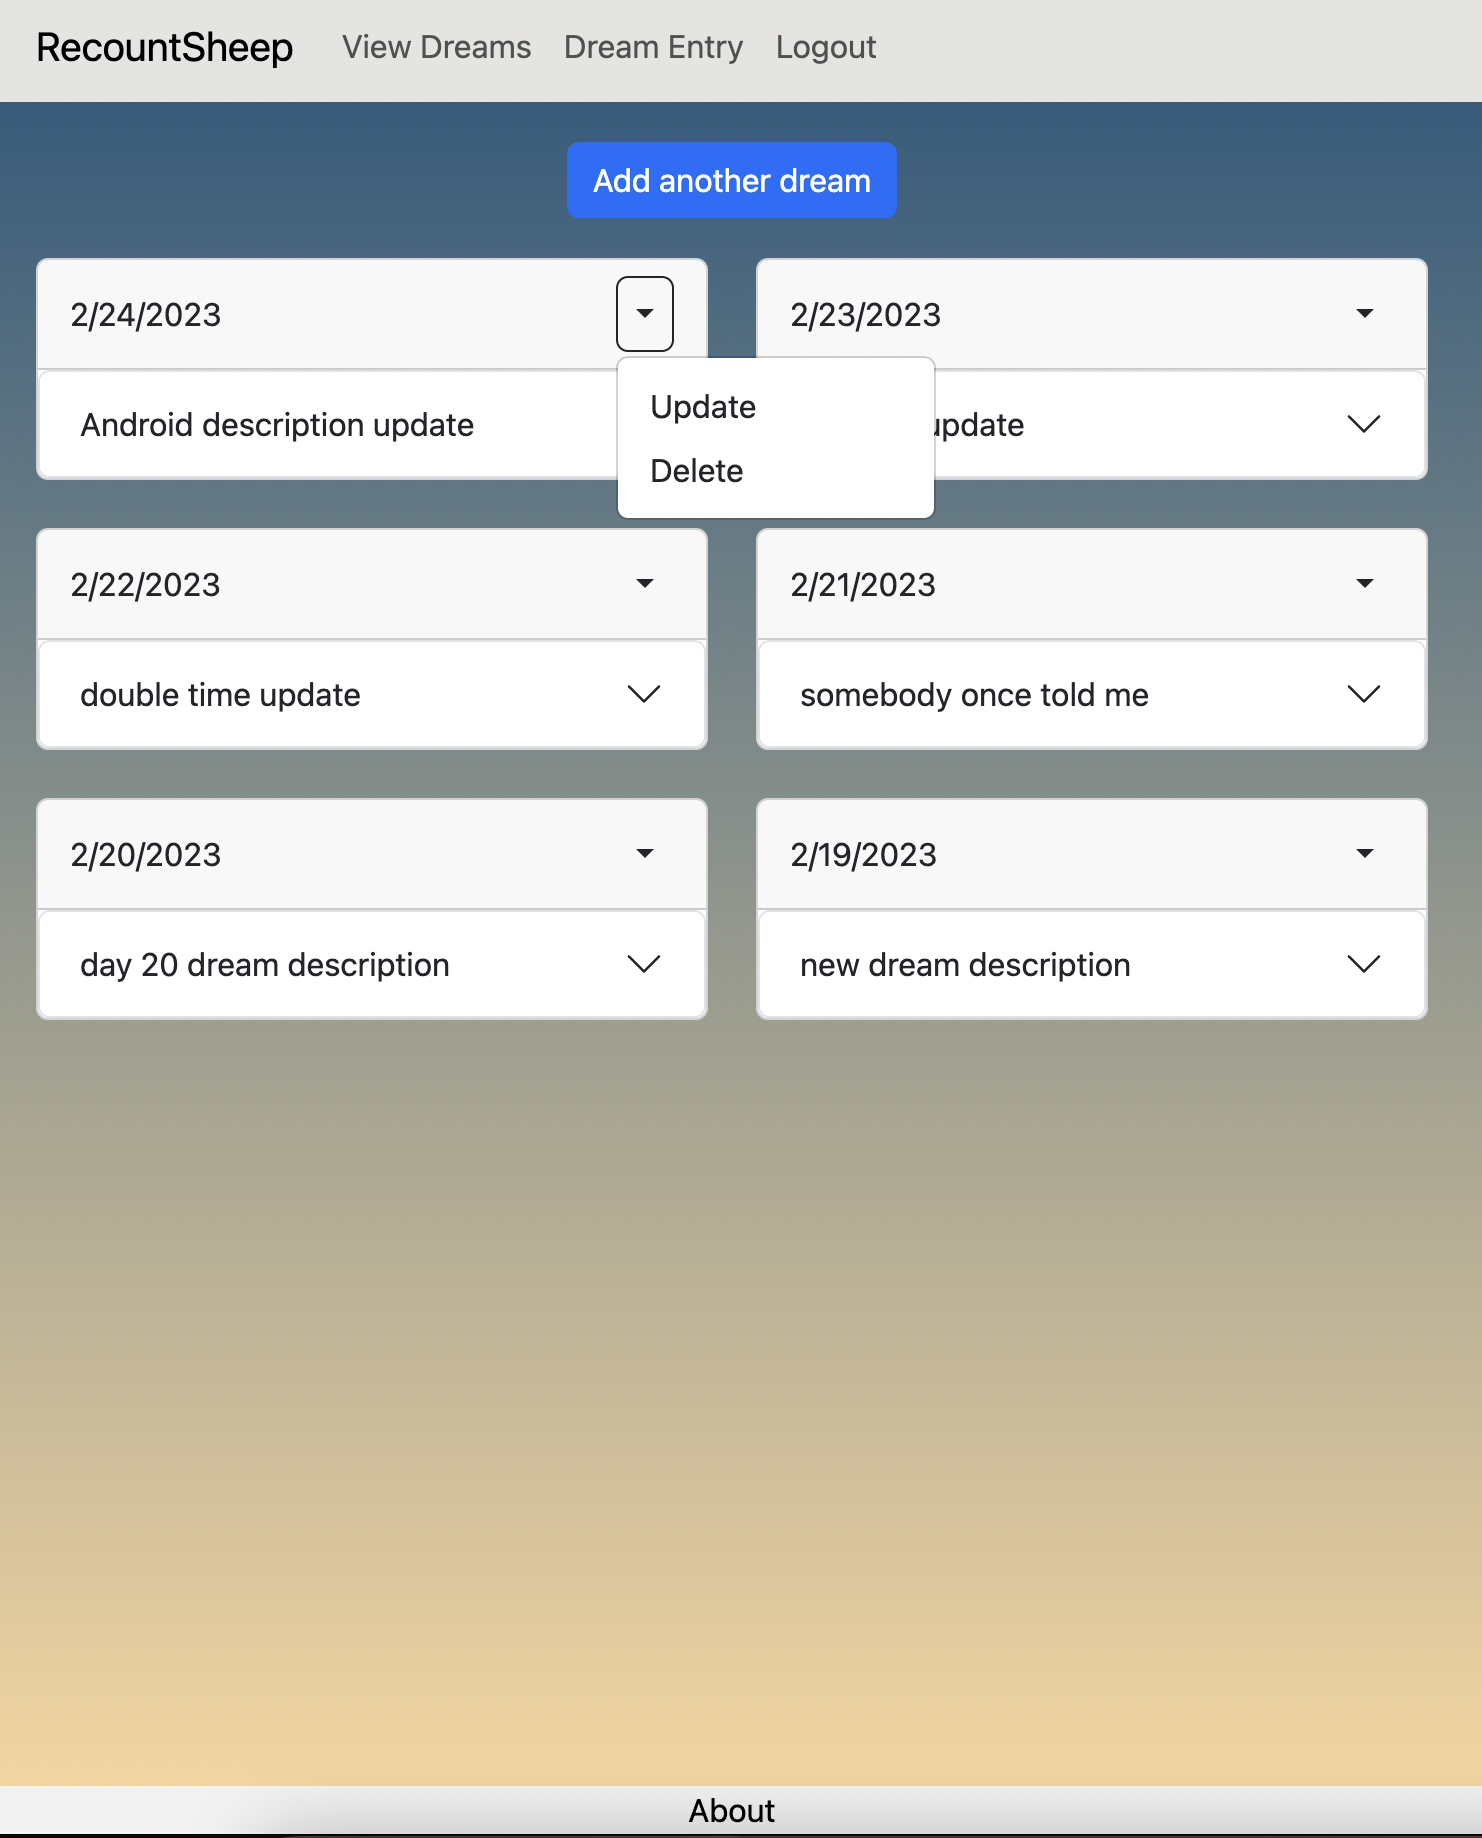 RecountSheep View Dreams Dream Entry Logout
Add another dream
2/24/2023
Android description update
Update
Delete
2/23/2023
update
2/22/2023
double time update
2/21/2023
somebody once told me
2/20/2023
day 20 dream description
2/19/2023
new dream description
About